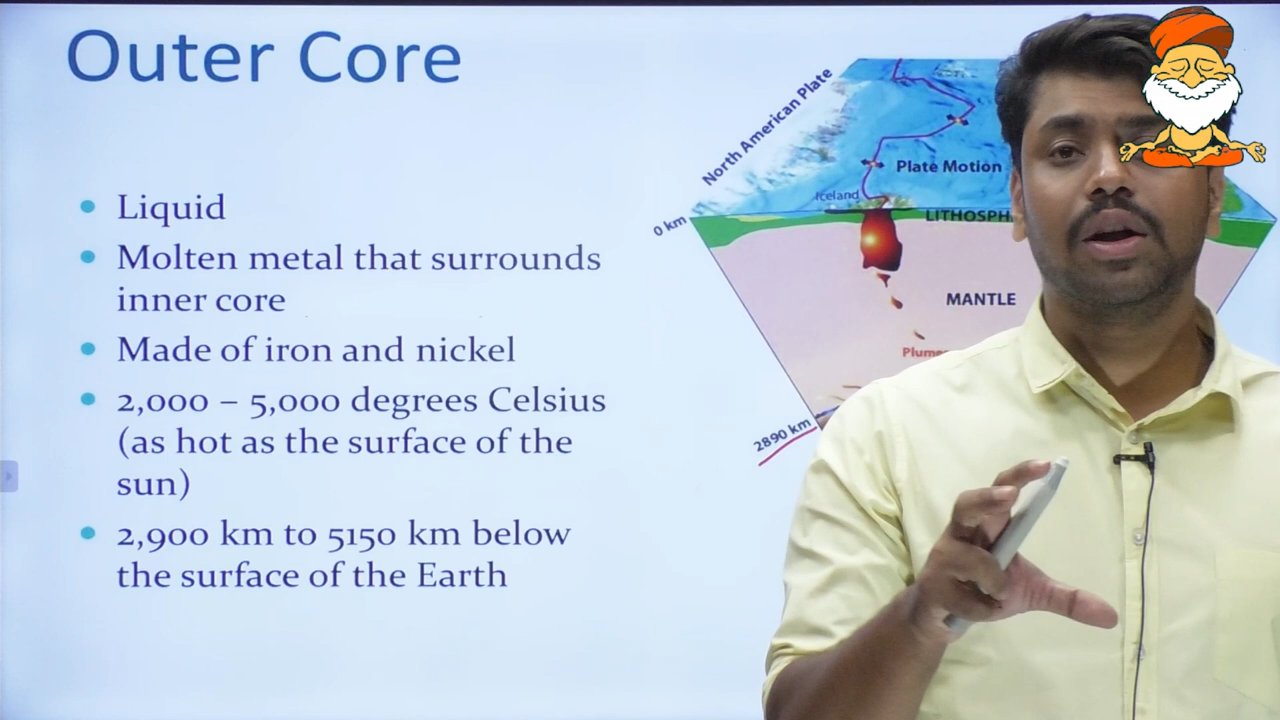 Outer Core
Liquid
Molten metal that surrounds
inner core
Made of iron and nickel
2,000 – 5,000 degrees Celsius
(as hot as the surface of the
sun)
2,900 km to 5150 km below
the surface of the Earth
North American Plate
Plate Motion
Iceland
0 km
LITHOSPH
MANTLE
Plume
2890 km